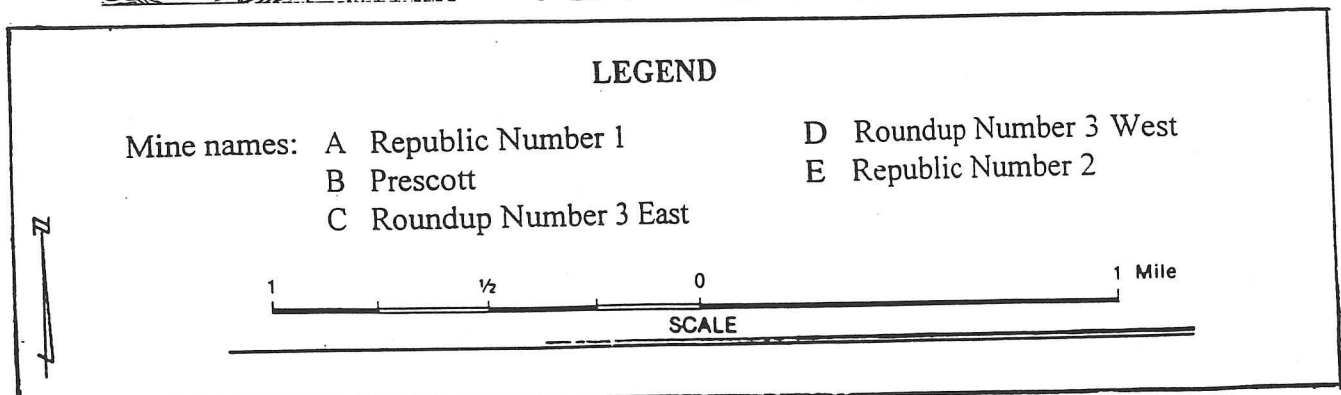 LEGEND
Mine names: A Republic Number 1
B Prescott
C Roundup Number 3 East
D Roundup Number 3 West
E Republic Number 2
N
1 ½ 0 1 Mile
SCALE